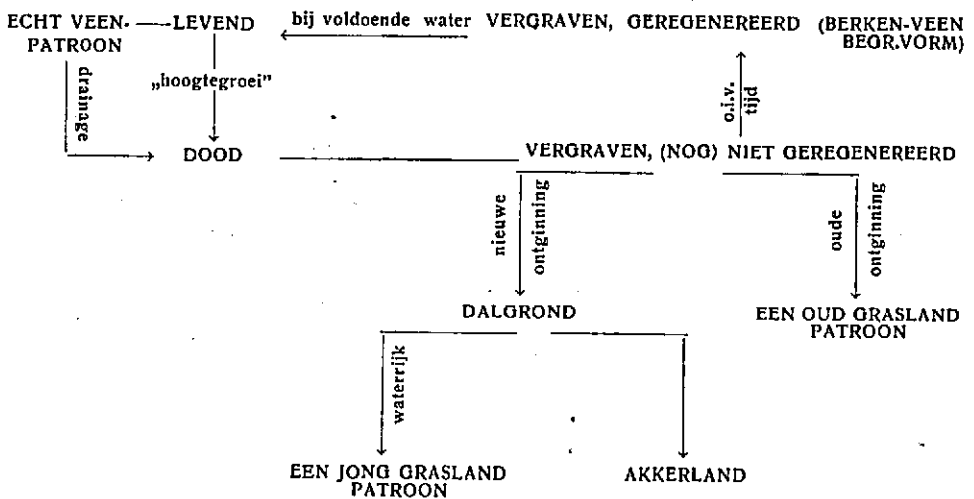 ECHT VEEN-PATROON — LEVEND
bij voldoende water
VERGRAVEN, GEREGENEREERD (BERKEN-VEEN BEGR.VORM)
drainage
„hoogtegroei”
o.i.v. tijd
DOOD
VERGRAVEN, (NOG) NIET GEREGENEREERD
nieuwe ontginning
oude ontginning
DALGROND
EEN OUD GRASLAND
PATROON
waterrijk
EEN JONG GRASLAND
PATROON
AKKERLAND